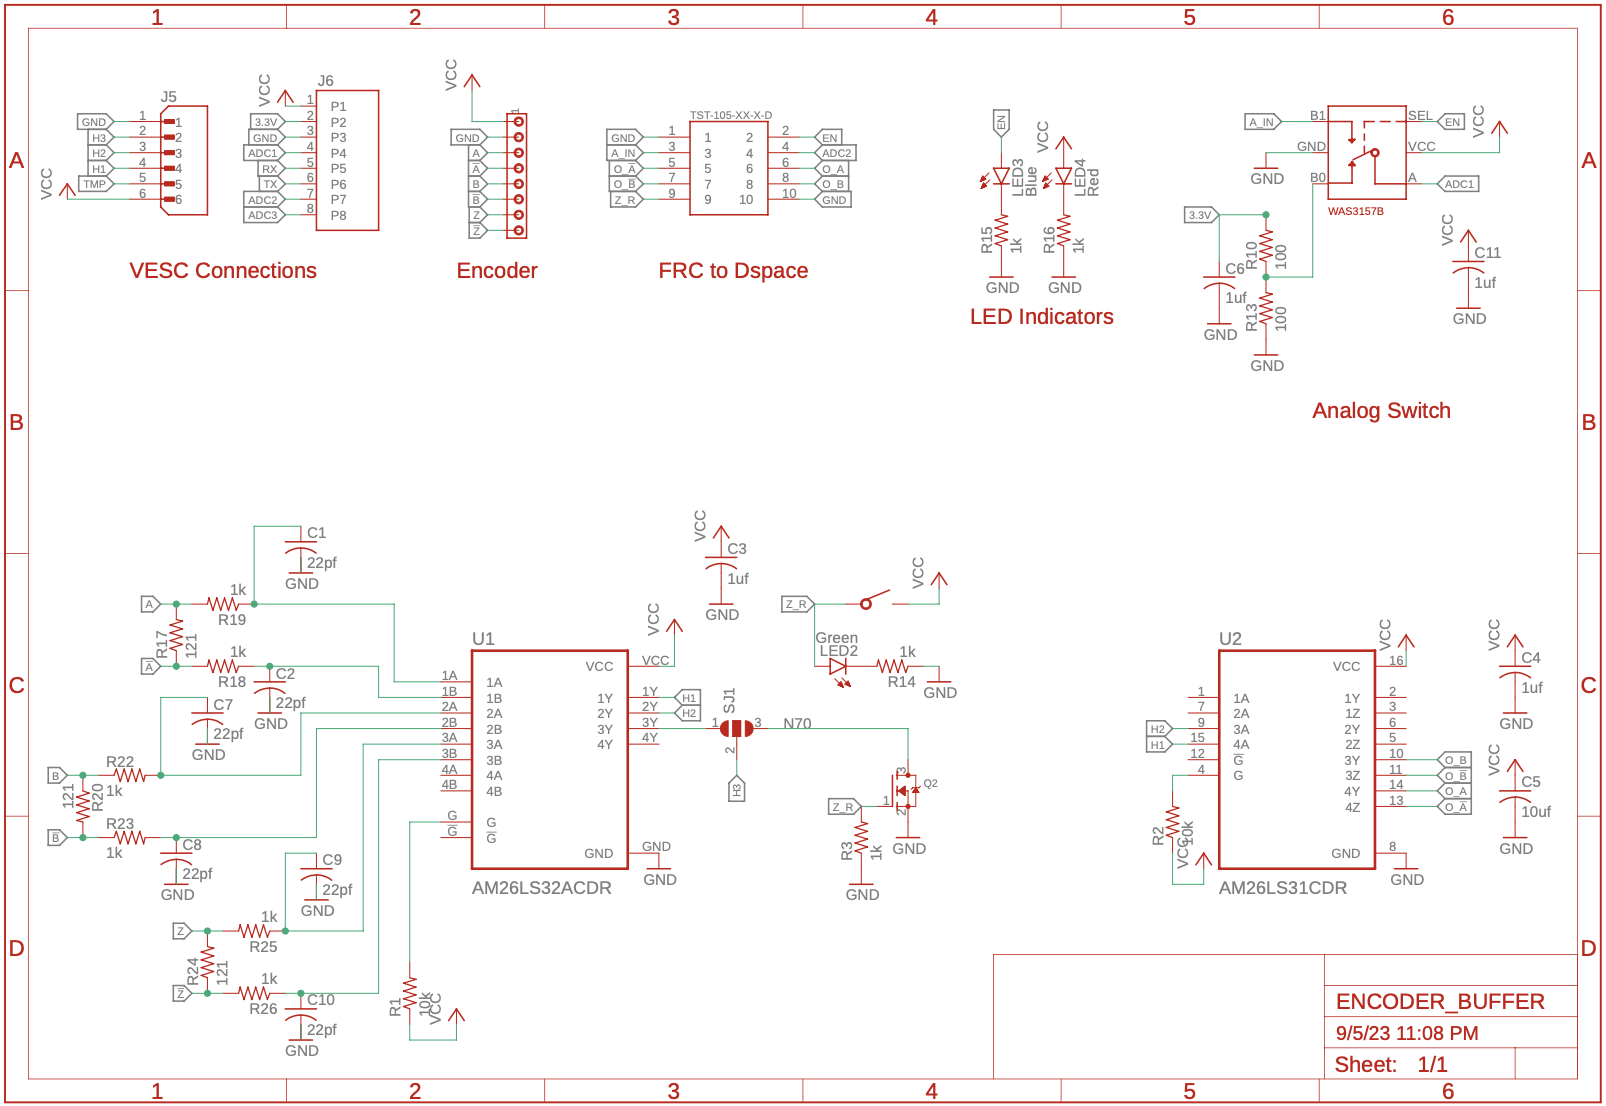 1 2 3 4 5 6
A
B
C
D
A
B
C
D
J5
GND 1 1
H3 2 2
H2 3 3
H1 4 4
TMP 5 5
VCC 6 6
VESC Connections
J6
VCC 1 P1
3.3V 2 P2
GND 3 P3
ADC1 4 P4
RX 5 P5
TX 6 P6
ADC2 7 P7
ADC3 8 P8
VCC
1
GND
A
A̅
B
B̅
Z
Z̅
Encoder
TST-105-XX-X-D
GND 1 1 2 2 EN
A_IN 3 3 4 4 ADC2
O_A̅ 5 5 6 6 O_A
O_B̅ 7 7 8 8 O_B
Z_R 9 9 10 10 GND
FRC to Dspace
EN
LED3
Blue
R15
1k
GND
VCC
LED4
Red
R16
1k
GND
LED Indicators
A_IN B1 SEL EN
VCC
GND VCC
GND
B0 A ADC1
WAS3157B
3.3V
R10
100
C6
1uf
GND
R13
100
GND
VCC
C11
1uf
GND
Analog Switch
C1
22pf
GND
A
1k
R19
R17
121
A̅
1k
R18
C2
22pf
GND
C7
22pf
GND
B
R22
1k
121
R20
B̅
R23
1k
C8
22pf
GND
C9
22pf
GND
Z
1k
R25
R24
121
Z̅
1k
R26
C10
22pf
GND
R1
10k
VCC
U1
VCC
VCC VCC
1A 1A 1Y 1Y H1
1B 1B 2Y 2Y H2
2A 2A 3Y 3Y
2B 2B 4Y 4Y
3A 3A
3B 3B
4A 4A
4B 4B
G G
G̅ G̅
GND GND
GND
AM26LS32ACDR
VCC
C3
1uf
GND
SJ1
1 3
2
H3
N70
Z_R
VCC
Green
LED2
1k
R14
GND
Z_R
1
3
2
Q2
R3
1k
GND
GND
U2
VCC
VCC 16
1 1A 1Y 2
7 2A 1Z 3
H2 9 3A 2Y 6
H1 15 4A 2Z 5
12 G̅ 3Y 10 O_B
4 G 3Z 11 O_B̅
4Y 14 O_A
4Z 13 O_A̅
R2
10k
VCC
GND 8
GND
AM26LS31CDR
VCC
C4
1uf
GND
VCC
C5
10uf
GND
ENCODER_BUFFER
9/5/23 11:08 PM
Sheet: 1/1
1 2 3 4 5 6